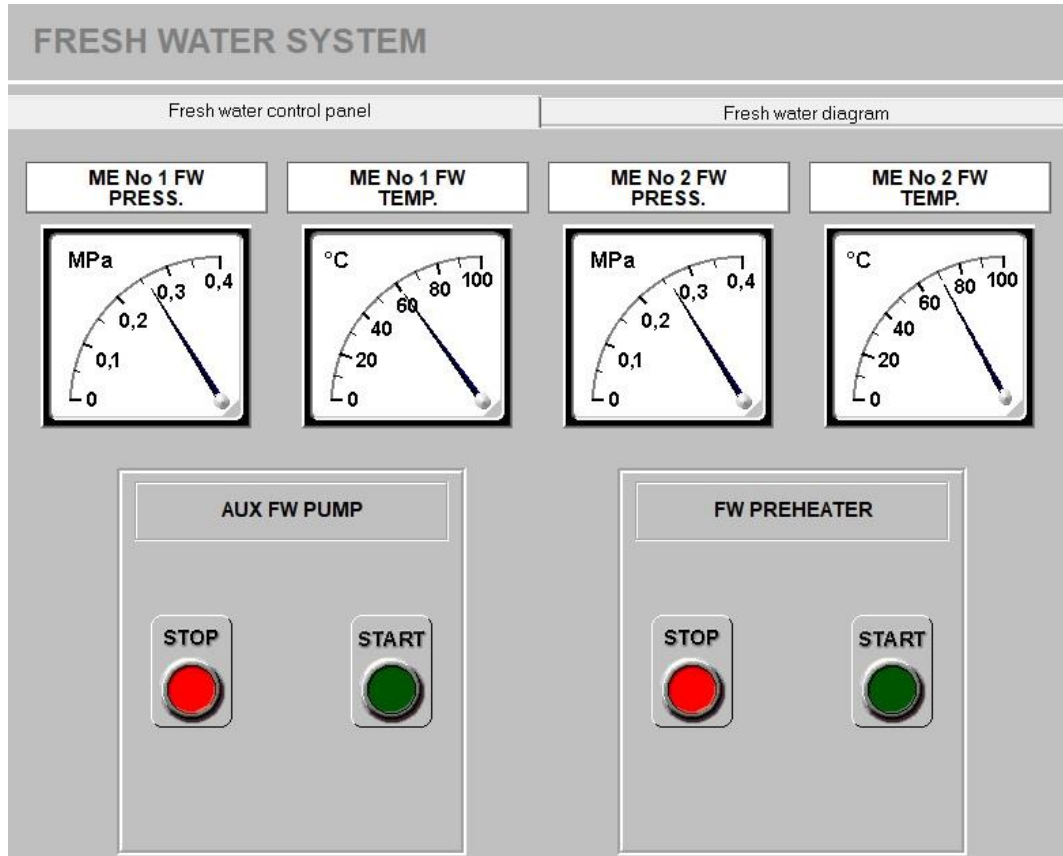 FRESH WATER SYSTEM
Fresh water control panel
Fresh water diagram
ME No 1 FW
PRESS.
ME No 1 FW
TEMP.
ME No 2 FW
PRESS.
ME No 2 FW
TEMP.
MPa
0,4
0,3
0,2
0,1
0
°C
100
80
60
40
20
0
MPa
0,4
0,3
0,2
0,1
0
°C
100
80
60
40
20
0
AUX FW PUMP
STOP
START
FW PREHEATER
STOP
START